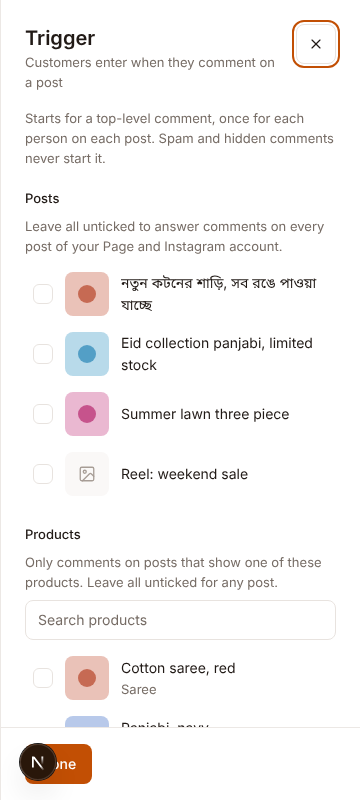 Trigger
Customers enter when they comment on
a post
Starts for a top-level comment, once for each
person on each post. Spam and hidden comments
never start it.
Posts
Leave all unticked to answer comments on every
post of your Page and Instagram account.
নতুন কটনের শাড়ি, সব রঙে পাওয়া
যাচ্ছে
Eid collection panjabi, limited
stock
Summer lawn three piece
Reel: weekend sale
Products
Only comments on posts that show one of these
products. Leave all unticked for any post.
Search products
Cotton saree, red
Saree
Panjabi, navy
N